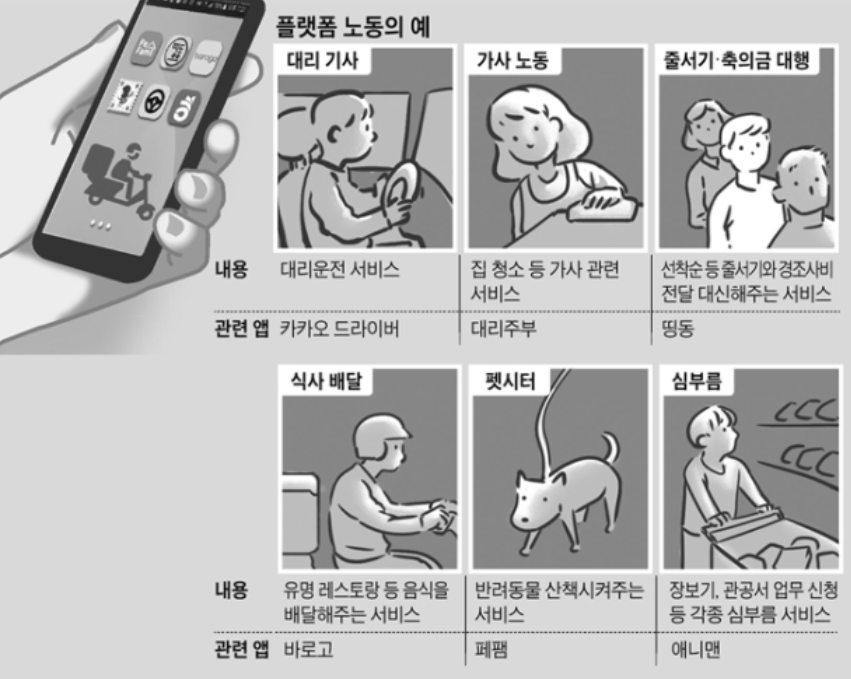 플랫폼 노동의 예
대리 기사
가사 노동
줄서기·축의금 대행
내용
대리운전 서비스
집 청소 등 가사 관련
서비스
선착순 등 줄서기와 경조사비
전달 대신해주는 서비스
관련 앱
카카오 드라이버
대리주부
띵동
식사 배달
펫시터
심부름
내용
유명 레스토랑 등 음식을
배달해주는 서비스
반려동물 산책시켜주는
서비스
장보기, 관공서 업무 신청
등 각종 심부름 서비스
관련 앱
바로고
페팸
애니맨